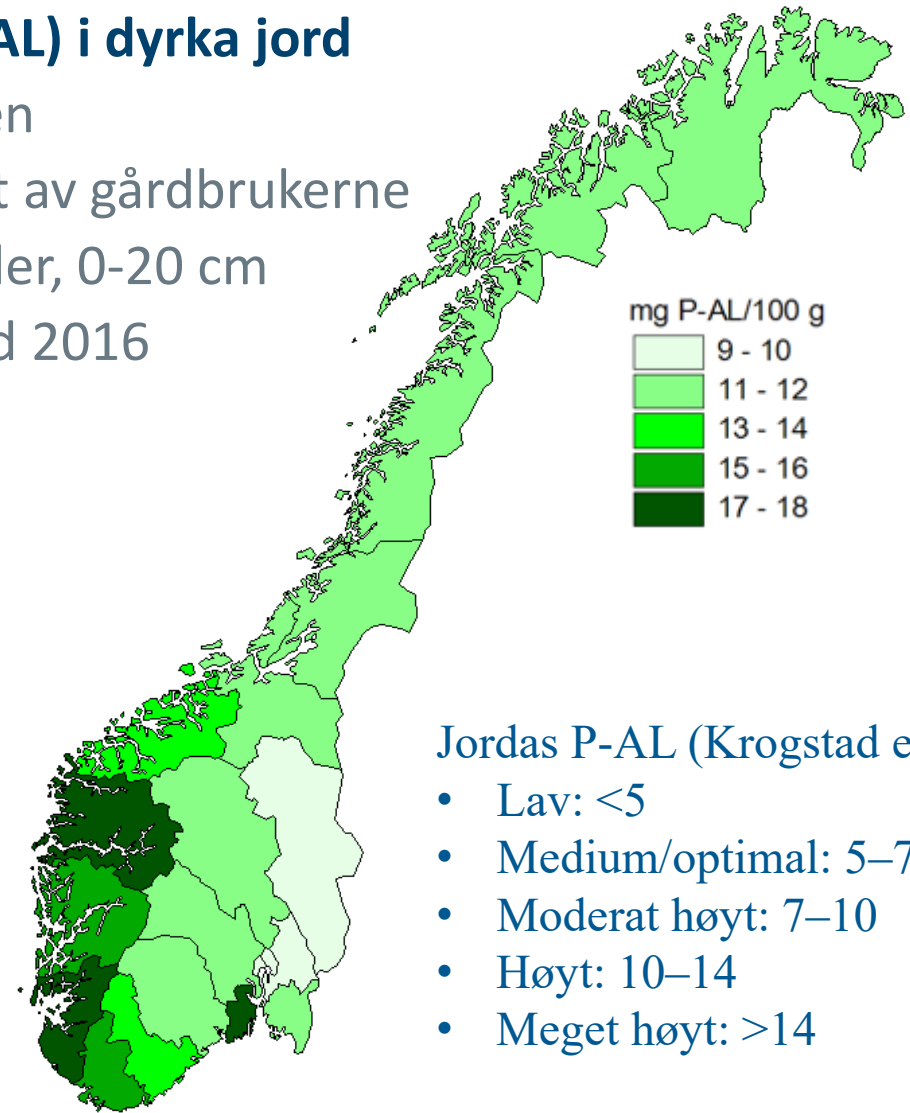 AL) i dyrka jord
en
t av gårdbrukerne
der, 0-20 cm
d 2016
mg P-AL/100 g
9 - 10
11 - 12
13 - 14
15 - 16
17 - 18
Jordas P-AL (Krogstad e
• Lav: <5
• Medium/optimal: 5–7
• Moderat høyt: 7–10
• Høyt: 10–14
• Meget høyt: >14